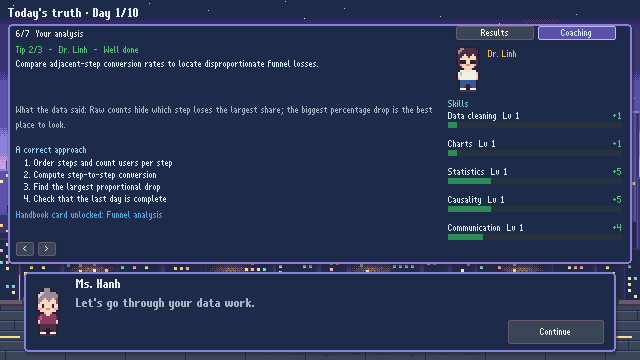 Today's truth · Day 1/10
6/7 Your analysis
Results
Coaching
Tip 2/3 - Dr. Linh - Well done
Compare adjacent-step conversion rates to locate disproportionate funnel losses.
Dr. Linh
What the data said: Raw counts hide which step loses the largest share; the biggest percentage drop is the best
place to look.
A correct approach
1. Order steps and count users per step
2. Compute step-to-step conversion
3. Find the largest proportional drop
4. Check that the last day is complete
Handbook card unlocked: Funnel analysis
Skills
Data cleaning Lv 1 +1
Charts Lv 1 +1
Statistics Lv 1 +5
Causality Lv 1 +5
Communication Lv 1 +4
< >
Ms. Hanh
Let's go through your data work.
Continue